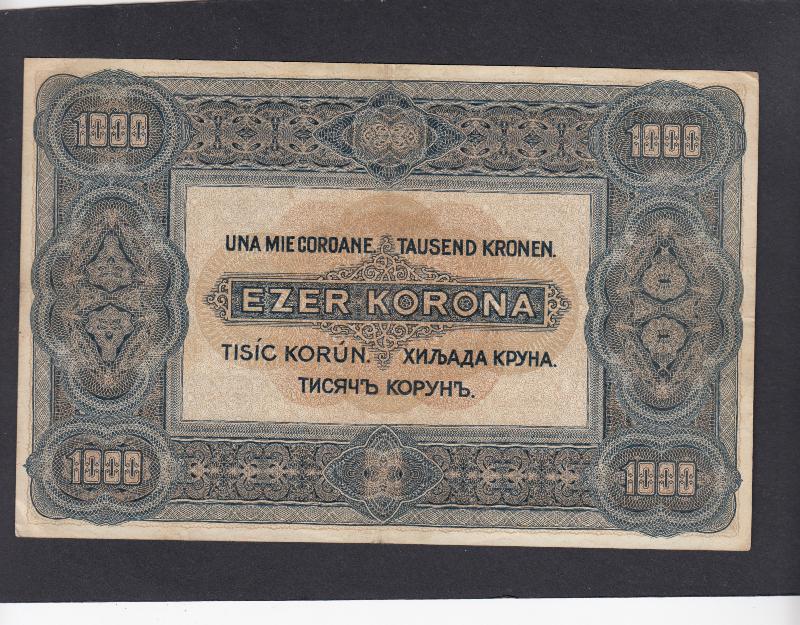 1000 1000
UNA MIE COROANE. TAUSEND KRONEN.
EZER KORONA
TISÍC KORÚN. ХИЉАДА КРУНА.
ТИСЯЧЪ КОРУНЪ.
1000 1000